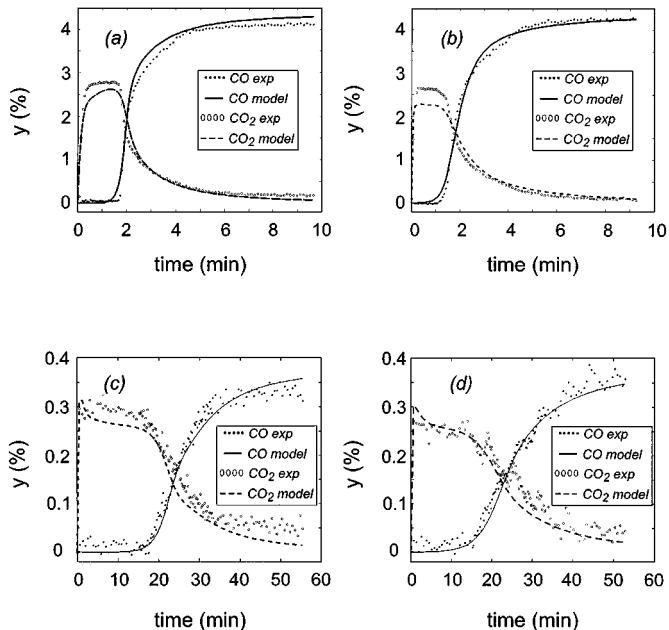 (a)
y (%)
4
3
2
1
0
CO exp
CO model
CO2 exp
CO2 model
0 2 4 6 8 10
time (min)
(b)
y (%)
4
3
2
1
0
CO exp
CO model
CO2 exp
CO2 model
0 2 4 6 8 10
time (min)
(c)
y (%)
0.4
0.3
0.2
0.1
0
CO exp
CO model
CO2 exp
CO2 model
0 10 20 30 40 50 60
time (min)
(d)
y (%)
0.4
0.3
0.2
0.1
0
CO exp
CO model
CO2 exp
CO2 model
0 10 20 30 40 50 60
time (min)